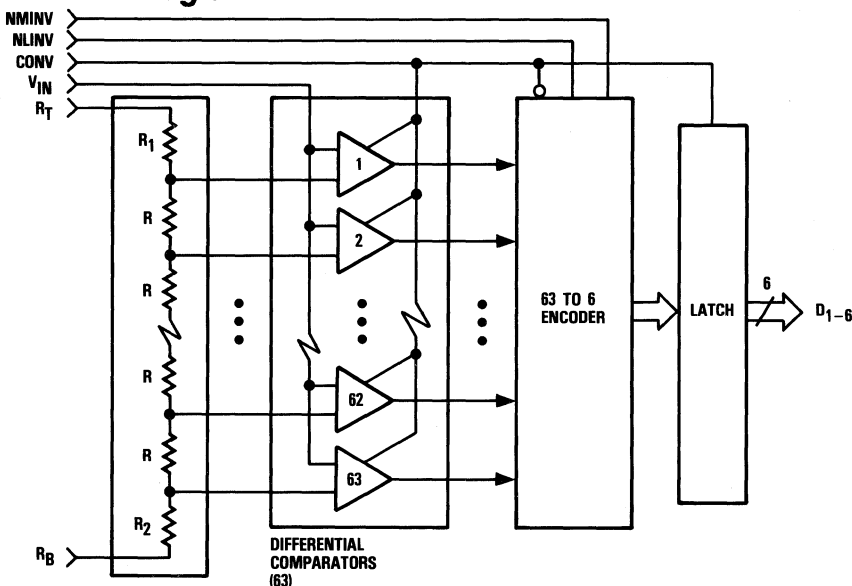 NMINV
NLINV
CONV
VIN
RT
R1
R
R
R
R
R2
RB
1
2
62
63
DIFFERENTIAL
COMPARATORS
(63)
63 TO 6
ENCODER
LATCH
6
D1–6